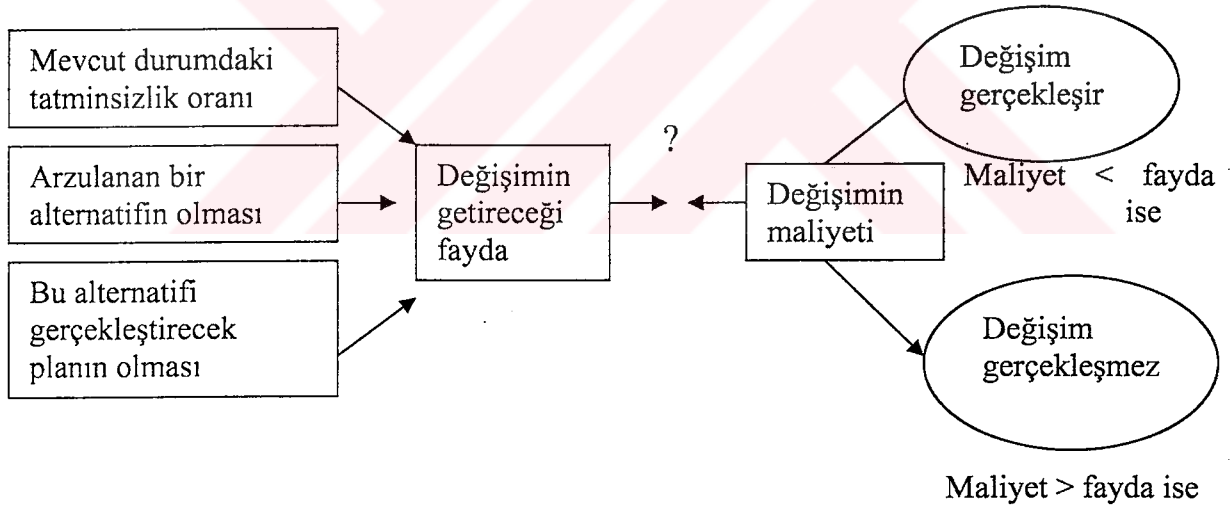 Mevcut durumdaki
tatminsizlik oranı
Arzulanan bir
alternatifin olması
Bu alternatifi
gerçekleştirecek
planın olması
Değişimin
getireceği
fayda
?
Değişimin
maliyeti
Değişim
gerçekleşir
Maliyet < fayda
ise
Değişim
gerçekleşmez
Maliyet > fayda ise